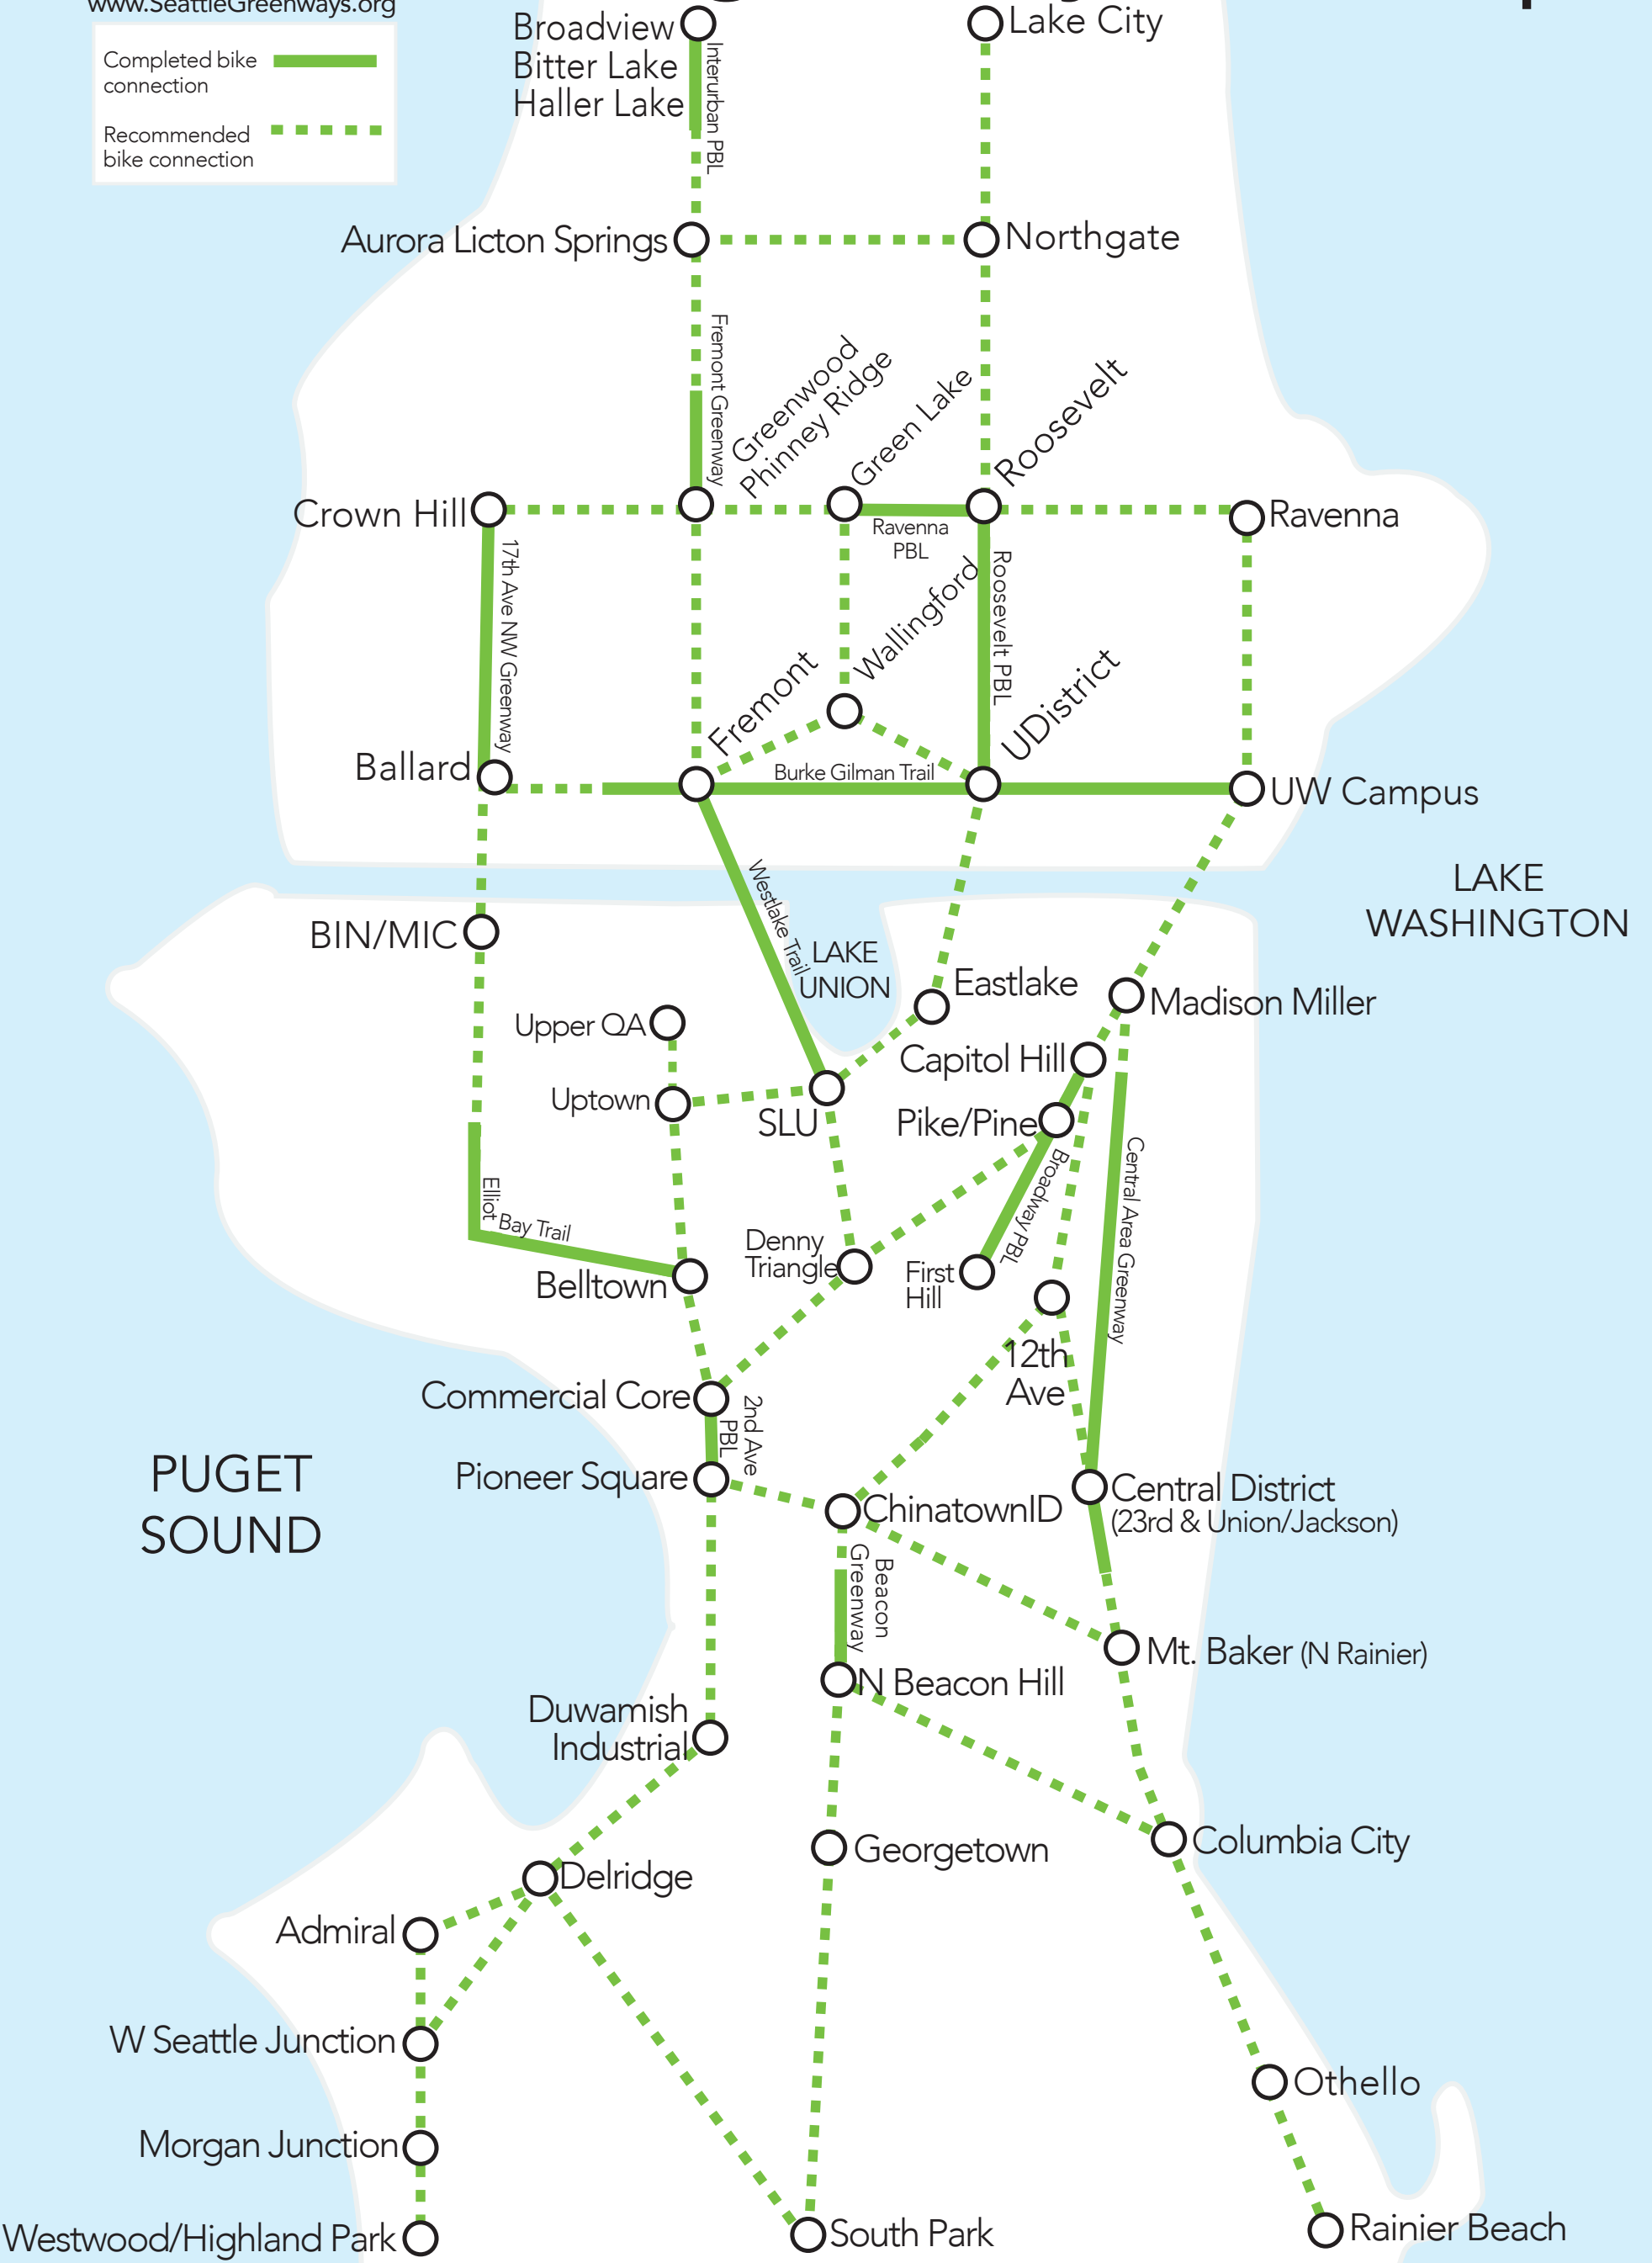 www.SeattleGreenways.org
Completed bike
connection
Recommended
bike connection
Broadview
Bitter Lake
Haller Lake
Interurban PBL
Lake City
Aurora Licton Springs
Northgate
Fremont Greenway
Greenwood
Phinney Ridge
Green Lake
Roosevelt
Crown Hill
Ravenna
PBL
Ravenna
17th Ave NW Greenway
Wallingford
Roosevelt PBL
Fremont
UDistrict
Ballard
Burke Gilman Trail
UW Campus
Westlake Trail
LAKE
WASHINGTON
BIN/MIC
LAKE
UNION
Eastlake
Madison Miller
Upper QA
Capitol Hill
Uptown
SLU
Pike/Pine
Broadway PBL
Central Area Greenway
Elliot Bay Trail
Denny
Triangle
First
Hill
Belltown
12th
Ave
Commercial Core
2nd Ave
PBL
PUGET
SOUND
Pioneer Square
ChinatownID
Central District
(23rd & Union/Jackson)
Beacon
Greenway
Mt. Baker (N Rainier)
N Beacon Hill
Duwamish
Industrial
Georgetown
Columbia City
Delridge
Admiral
W Seattle Junction
Othello
Morgan Junction
Westwood/Highland Park
South Park
Rainier Beach